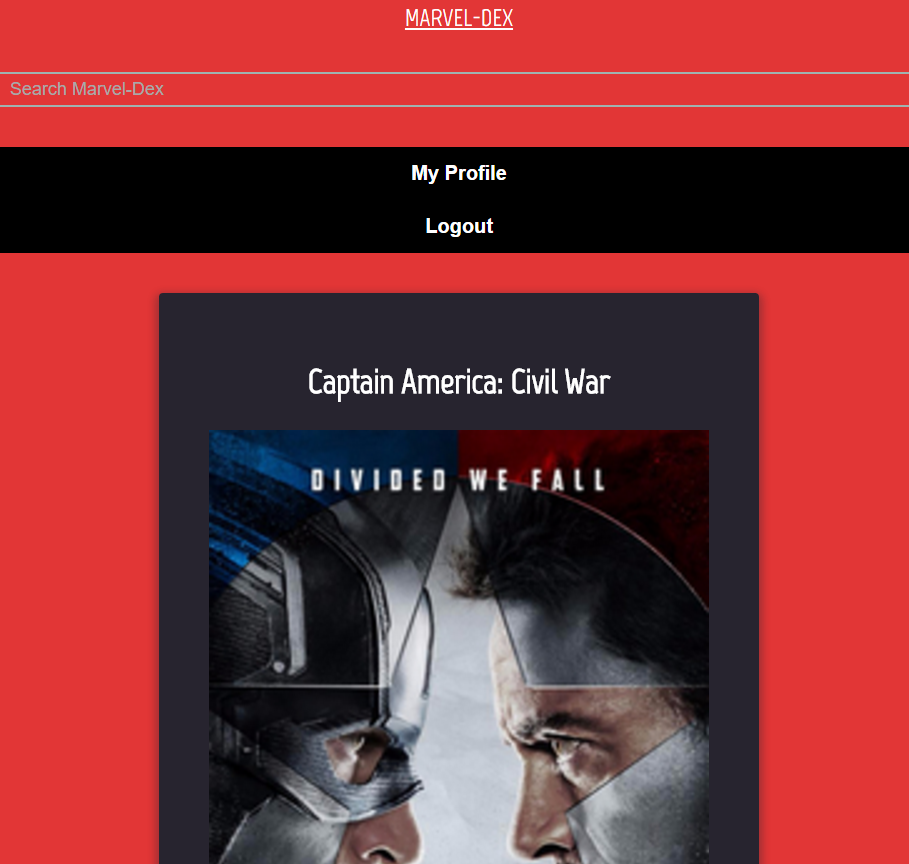 MARVEL-DEX
Search Marvel-Dex
My Profile
Logout
Captain America: Civil War
DIVIDED WE FALL